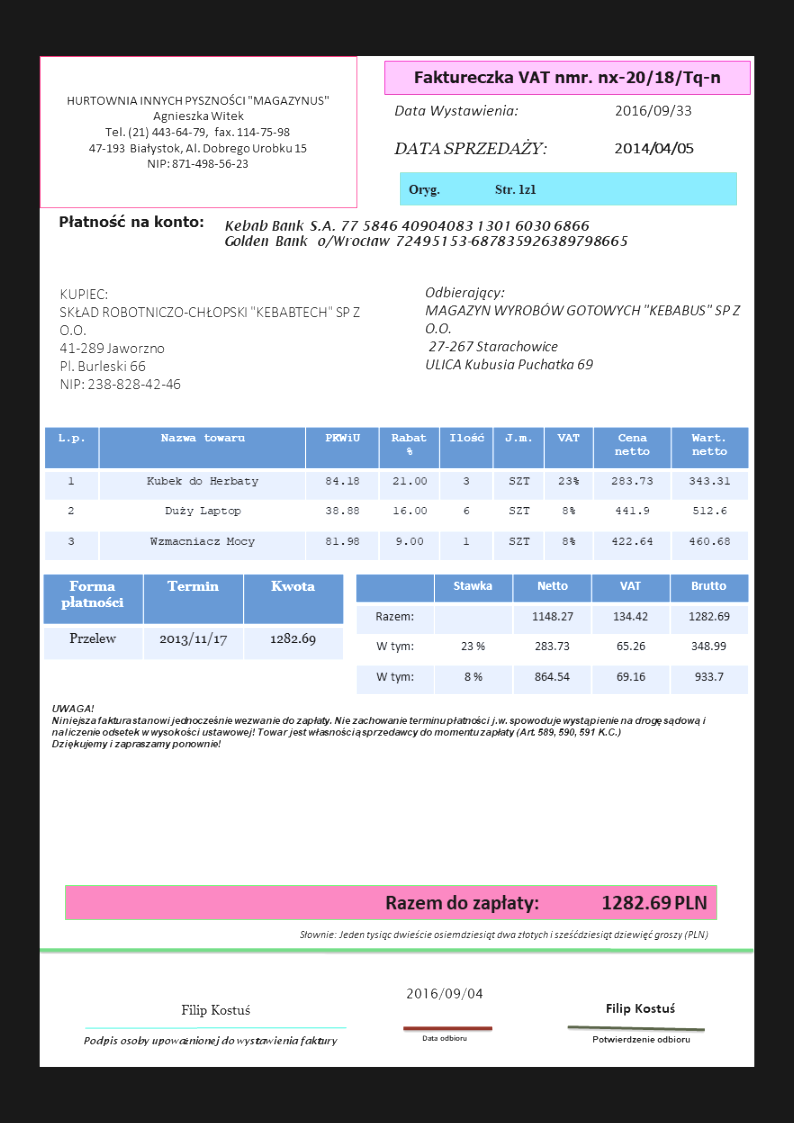 HURTOWNIA INNYCH PYSZNOŚCI "MAGAZYNUS"
Agnieszka Witek
Tel. (21) 443-64-79, fax. 114-75-98
47-193 Białystok, Al. Dobrego Urobku 15
NIP: 871-498-56-23
Faktureczka VAT nmr. nx-20/18/Tq-n
Data Wystawienia: 2016/09/33
DATA SPRZEDAŻY: 2014/04/05
Oryg. Str. 1z1
Płatność na konto: Kebab Bank S.A. 77 5846 40904083 1301 6030 6866
Golden Bank o/Wrocław 72495153-687835926389798665
KUPIEC:
SKŁAD ROBOTNICZO-CHŁOPSKI "KEBABTECH" SP Z
O.O.
41-289 Jaworzno
Pl. Burleski 66
NIP: 238-828-42-46
Odbierający:
MAGAZYN WYROBÓW GOTOWYCH "KEBABUS" SP Z
O.O.
27-267 Starachowice
ULICA Kubusia Puchatka 69
L.p. Nazwa towaru PKWiU Rabat % Ilość J.m. VAT Cena netto Wart. netto
1 Kubek do Herbaty 84.18 21.00 3 SZT 23% 283.73 343.31
2 Duży Laptop 38.88 16.00 6 SZT 8% 441.9 512.6
3 Wzmacniacz Mocy 81.98 9.00 1 SZT 8% 422.64 460.68
Forma płatności Termin Kwota
Przelew 2013/11/17 1282.69
Stawka Netto VAT Brutto
Razem: 1148.27 134.42 1282.69
W tym: 23 % 283.73 65.26 348.99
W tym: 8 % 864.54 69.16 933.7
UWAGA!
Niniejsza faktura stanowi jednocześnie wezwanie do zapłaty. Nie zachowanie terminu płatności j.w. spowoduje wystąpienie na drogę sądową i
naliczenie odsetek w wysokości ustawowej! Towar jest własnością sprzedawcy do momentu zapłaty (Art. 589, 590, 591 K.C.)
Dziękujemy i zapraszamy ponownie!
Razem do zapłaty: 1282.69 PLN
Słownie: Jeden tysiąc dwieście osiemdziesiąt dwa złotych i sześćdziesiąt dziewięć groszy (PLN)
Filip Kostuś
Podpis osoby upoważnionej do wystawienia faktury
2016/09/04
Data odbioru
Filip Kostuś
Potwierdzenie odbioru